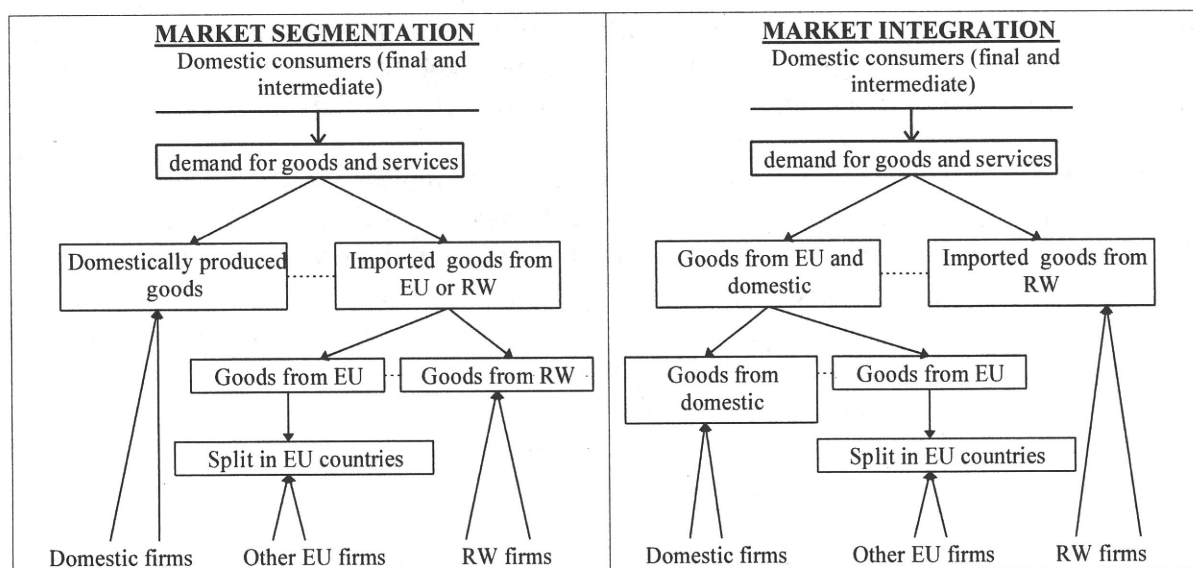 MARKET SEGMENTATION
Domestic consumers (final and
intermediate)
demand for goods and services
Domestically produced
goods
Imported goods from
EU or RW
Goods from EU
Goods from RW
Split in EU countries
Domestic firms
Other EU firms
RW firms
MARKET INTEGRATION
Domestic consumers (final and
intermediate)
demand for goods and services
Goods from EU and
domestic
Imported goods from
RW
Goods from
domestic
Goods from EU
Split in EU countries
Domestic firms
Other EU firms
RW firms